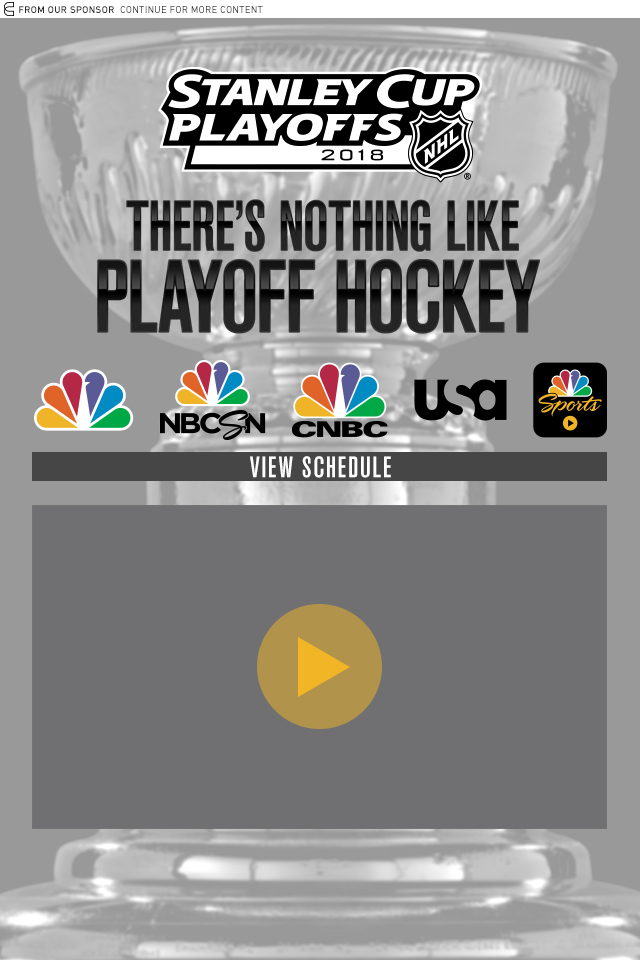 FROM OUR SPONSOR CONTINUE FOR MORE CONTENT
STANLEY CUP
PLAYOFFS
2018
NHL
®
THERE'S NOTHING LIKE
PLAYOFF HOCKEY
NBCSN
CNBC
usa
Sports
VIEW SCHEDULE